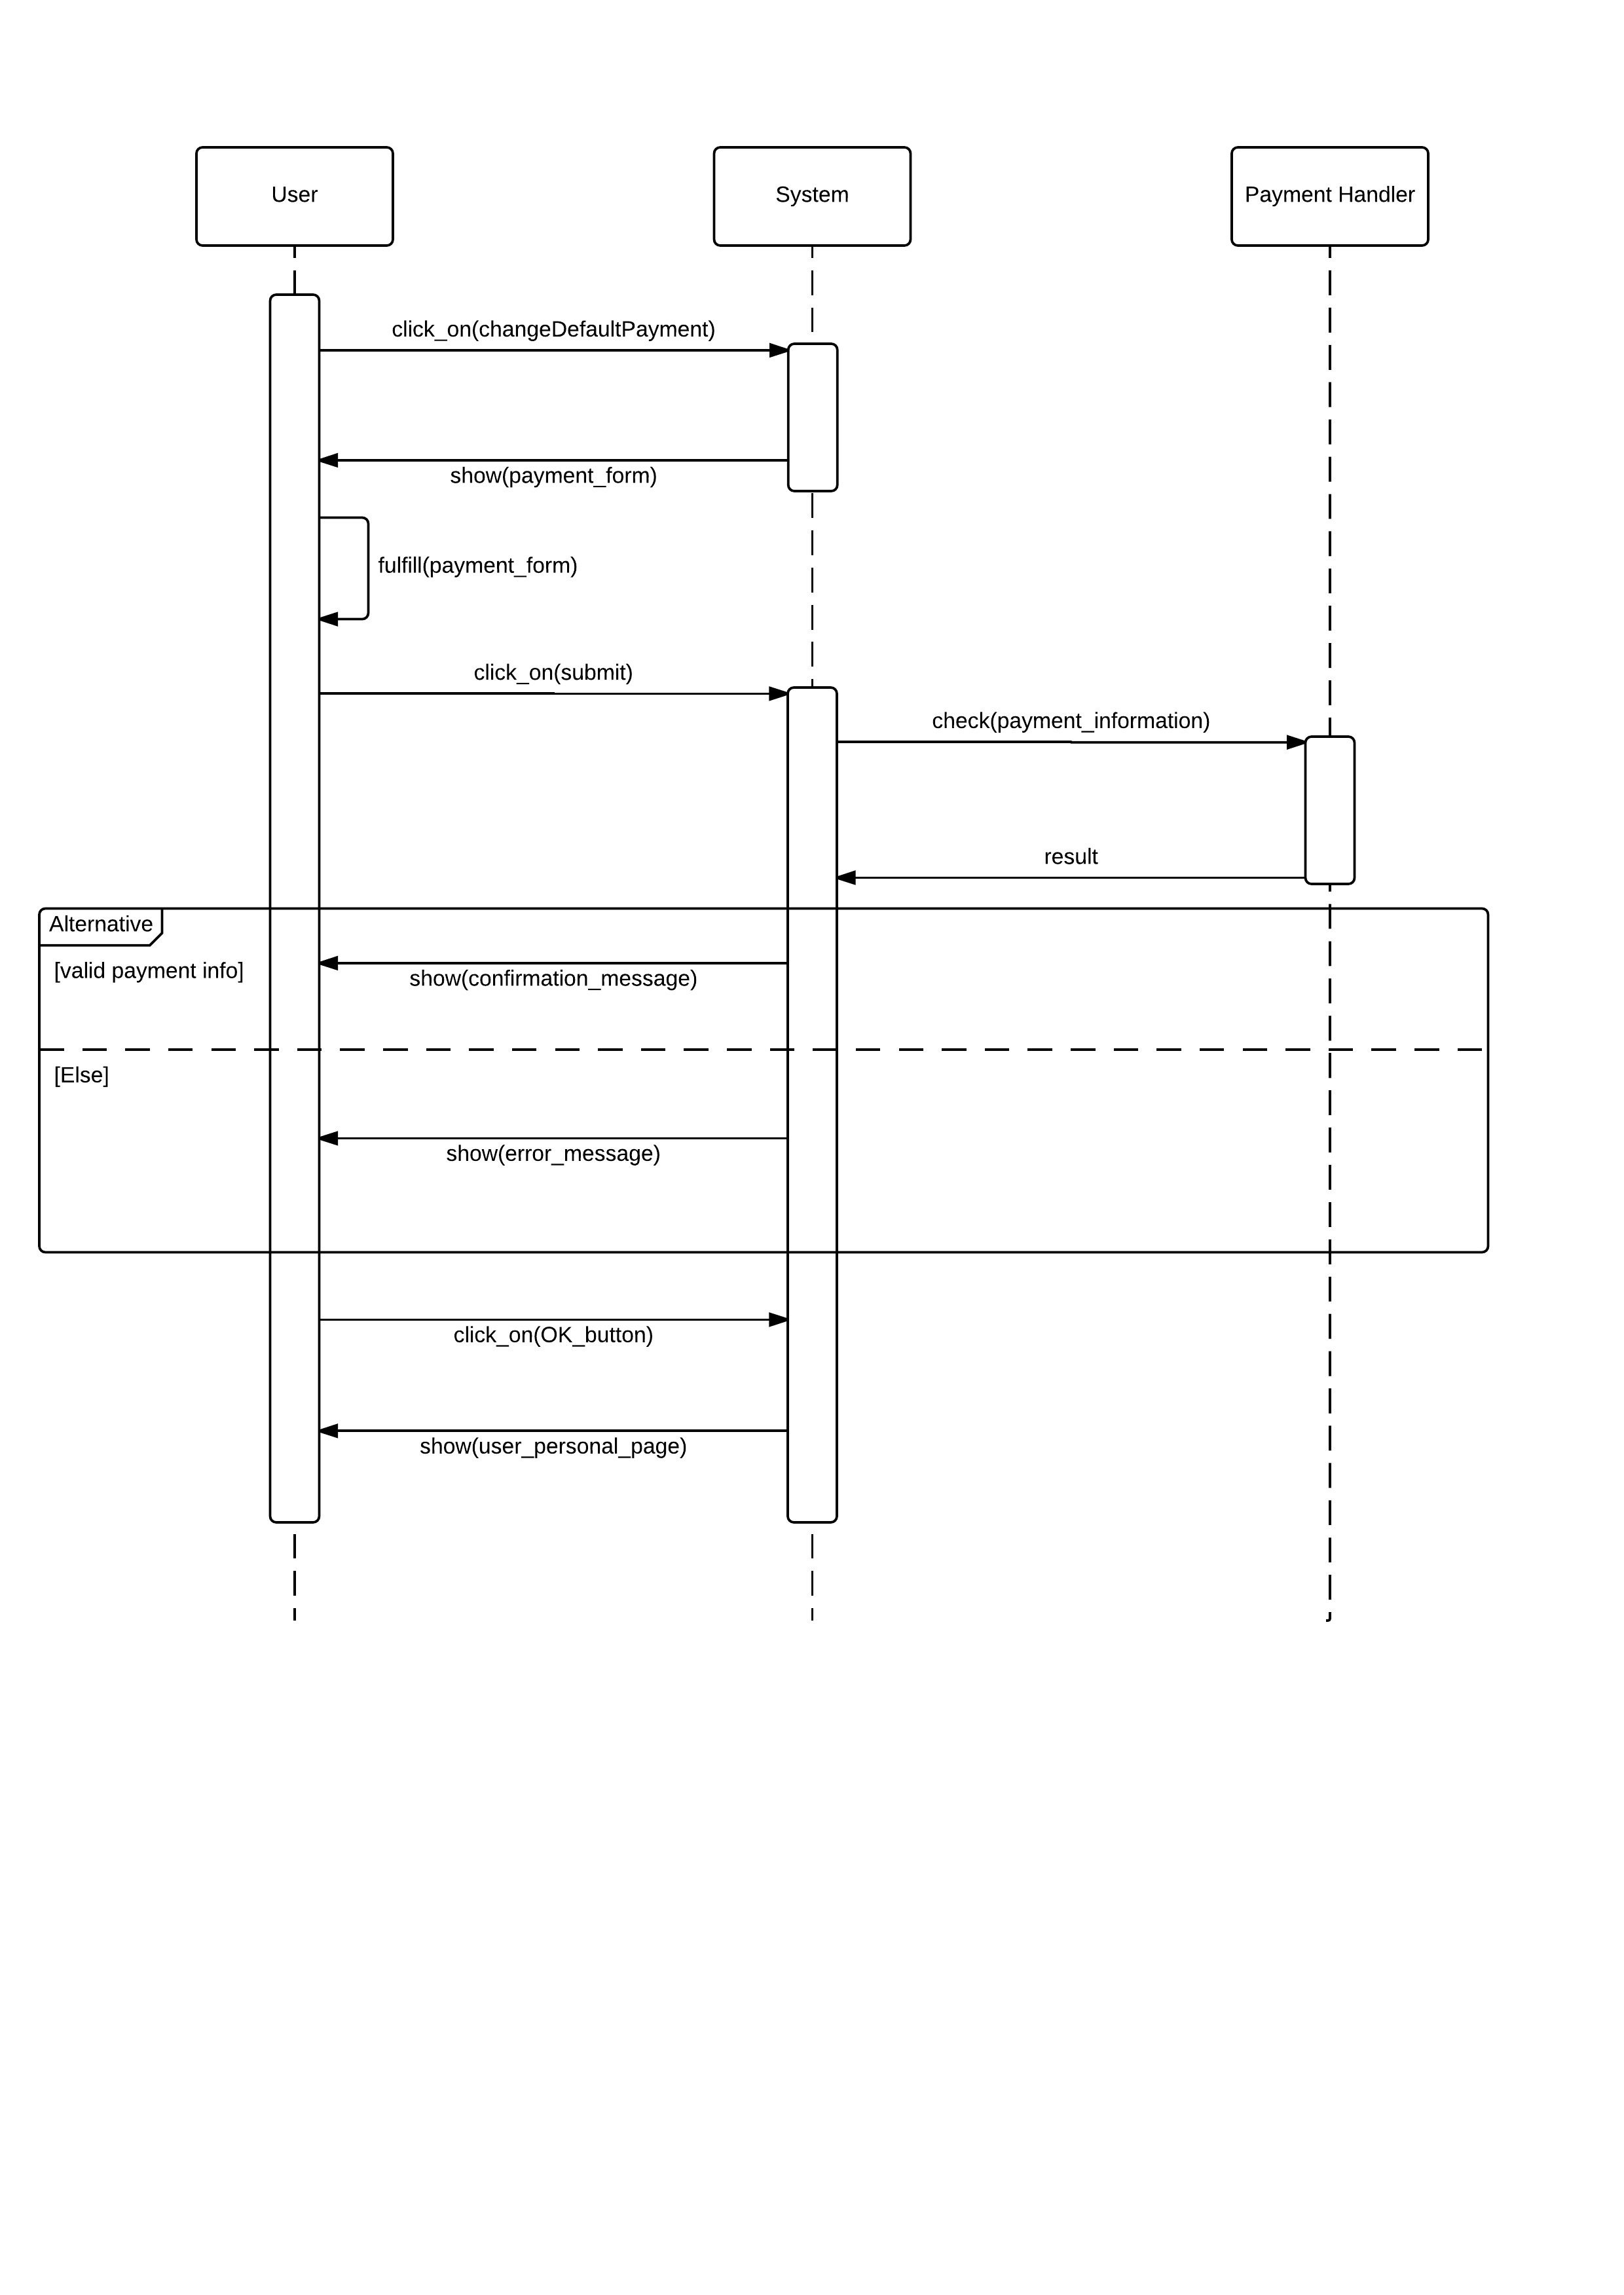 User
System
Payment Handler
click_on(changeDefaultPayment)
show(payment_form)
fulfill(payment_form)
click_on(submit)
check(payment_information)
result
Alternative
[valid payment info]
show(confirmation_message)
[Else]
show(error_message)
click_on(OK_button)
show(user_personal_page)